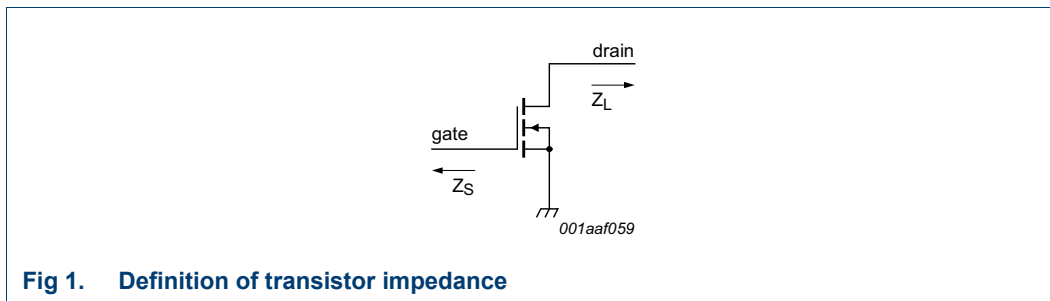 drain
Z_L
gate
Z_S
001aaf059
Fig 1. Definition of transistor impedance